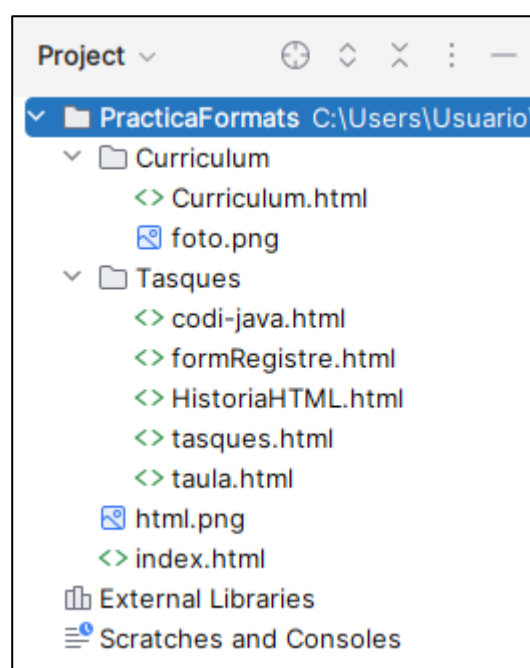 Project
PracticaFormats C:\Users\Usuario\
Curriculum
Curriculum.html
foto.png
Tasques
codi-java.html
formRegistre.html
HistoriaHTML.html
tasques.html
taula.html
html.png
index.html
External Libraries
Scratches and Consoles